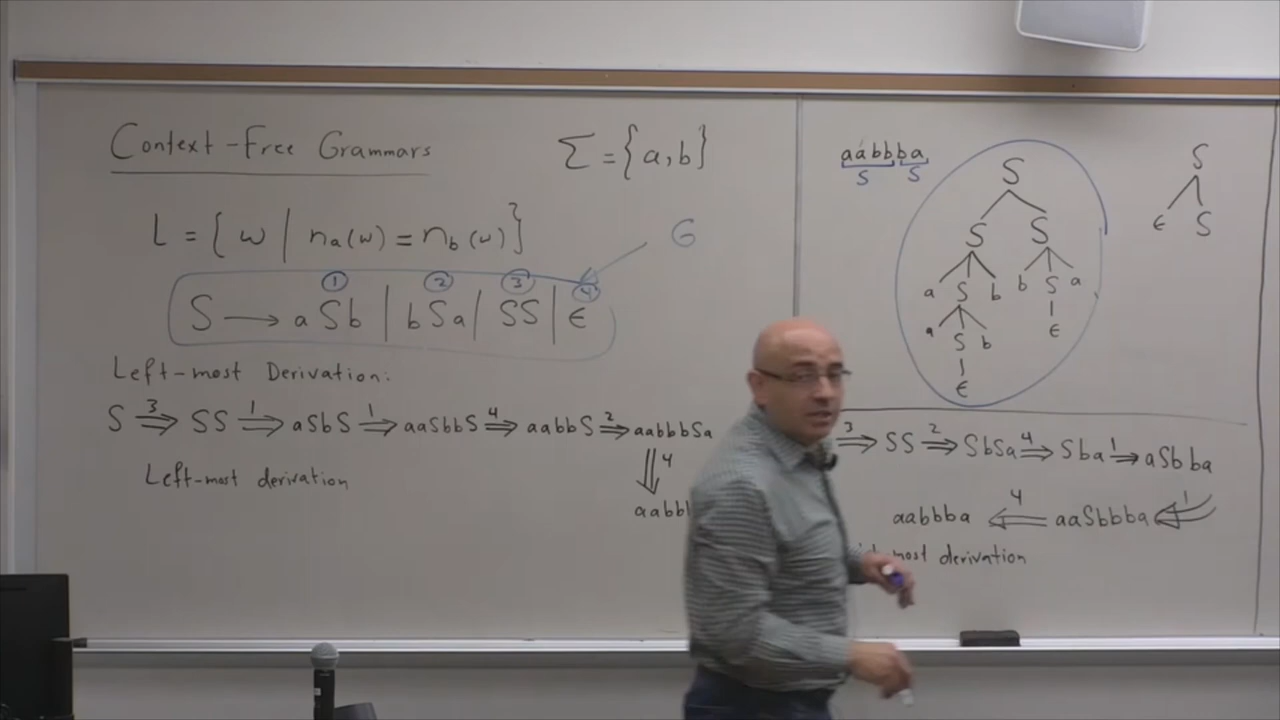 Context-Free Grammars
Σ = {a,b}
L = { w | nₐ(w) = n_b(w) }
G
① ② ③ ④
S → aSb | bSa | SS | ε
Left-most Derivation:
S ⇒³ SS ⇒¹ aSbS ⇒¹ aaSbbS ⇒⁴ aabbS ⇒² aabbbSa
⇓ 4
aabb
Left-most derivation
aabbba
S S
S
S S
a S b b S a
a S b ε
ε
S
ε S
⇒³ SS ⇒² SbSa ⇒⁴ Sba ⇒¹ aSbba
aabbba ⇐⁴ aaSbbba ⇐¹
most derivation